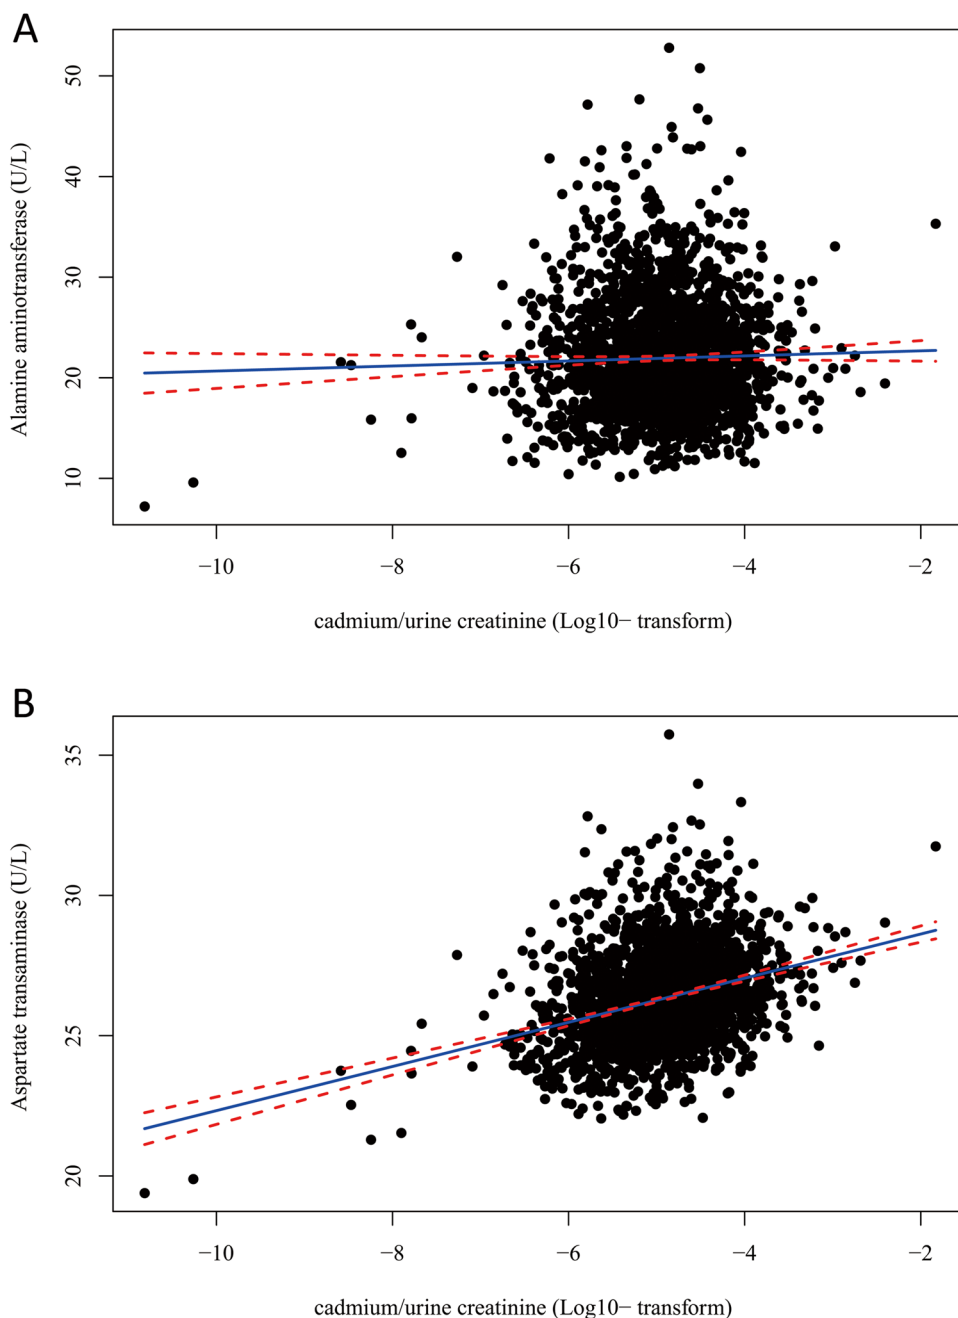 A
Alamine aminotransferase (U/L)
50
40
30
20
10
−10 −8 −6 −4 −2
cadmium/urine creatinine (Log10− transform)
B
Aspartate transaminase (U/L)
35
30
25
20
−10 −8 −6 −4 −2
cadmium/urine creatinine (Log10− transform)